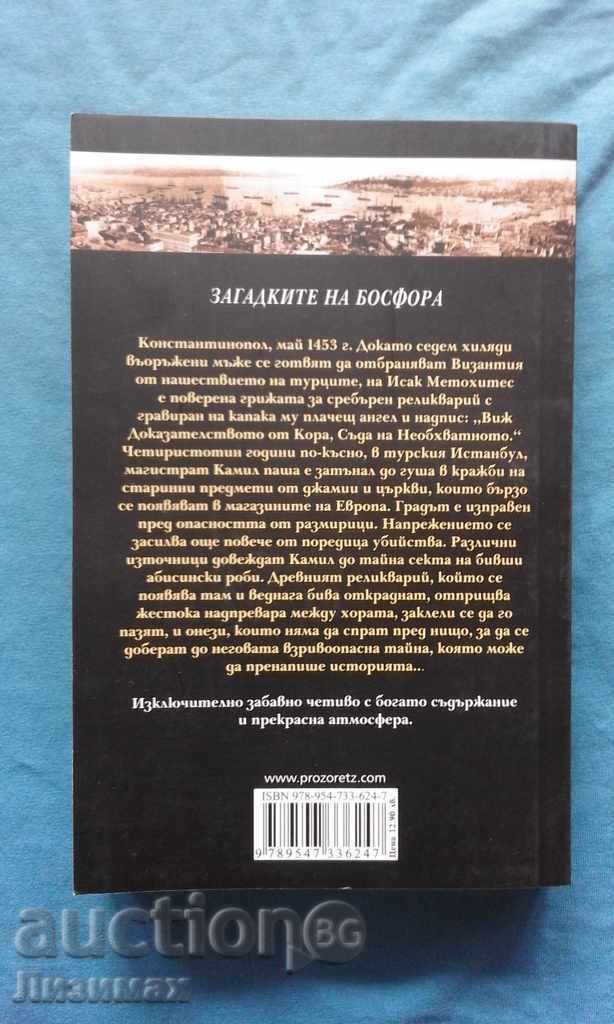 ЗАГАДКИТЕ НА БОСФОРА
Константинопол, май 1453 г. Докато седем хиляди
въоръжени мъже се готвят да отбраняват Византия
от нашествието на турците, на Исак Метохитес
е поверена грижата за сребърен реликварий с
гравиран на капака му плачещ ангел и надпис: „Виж
Доказателството от Кора, Съда на Необхватното.“
Четиристотин години по-късно, в турския Истанбул,
магистрат Камил паша е затънал до гуша в кражби на
старинни предмети от джамии и църкви, които бързо
се появяват в магазините на Европа. Градът е изправен
пред опасността от размирици. Напрежението се
засилва още повече от поредица убийства. Различни
източници довеждат Камил до тайна секта на бивши
абисински роби. Древният реликварий, който се
появява там и веднага бива откраднат, отприщва
жестока надпревара между хората, заклели се да го
пазят, и онези, които няма да спрат пред нищо, за да се
доберат до неговата взривоопасна тайна, която може
да пренапише историята...
Изключително забавно четиво с богато съдържание
и прекрасна атмосфера.
www.prozoretz.com
ISBN 978-954-733-624-7
9 789547 336247
Цена 12.90 лв.
auction BG
Лизимах